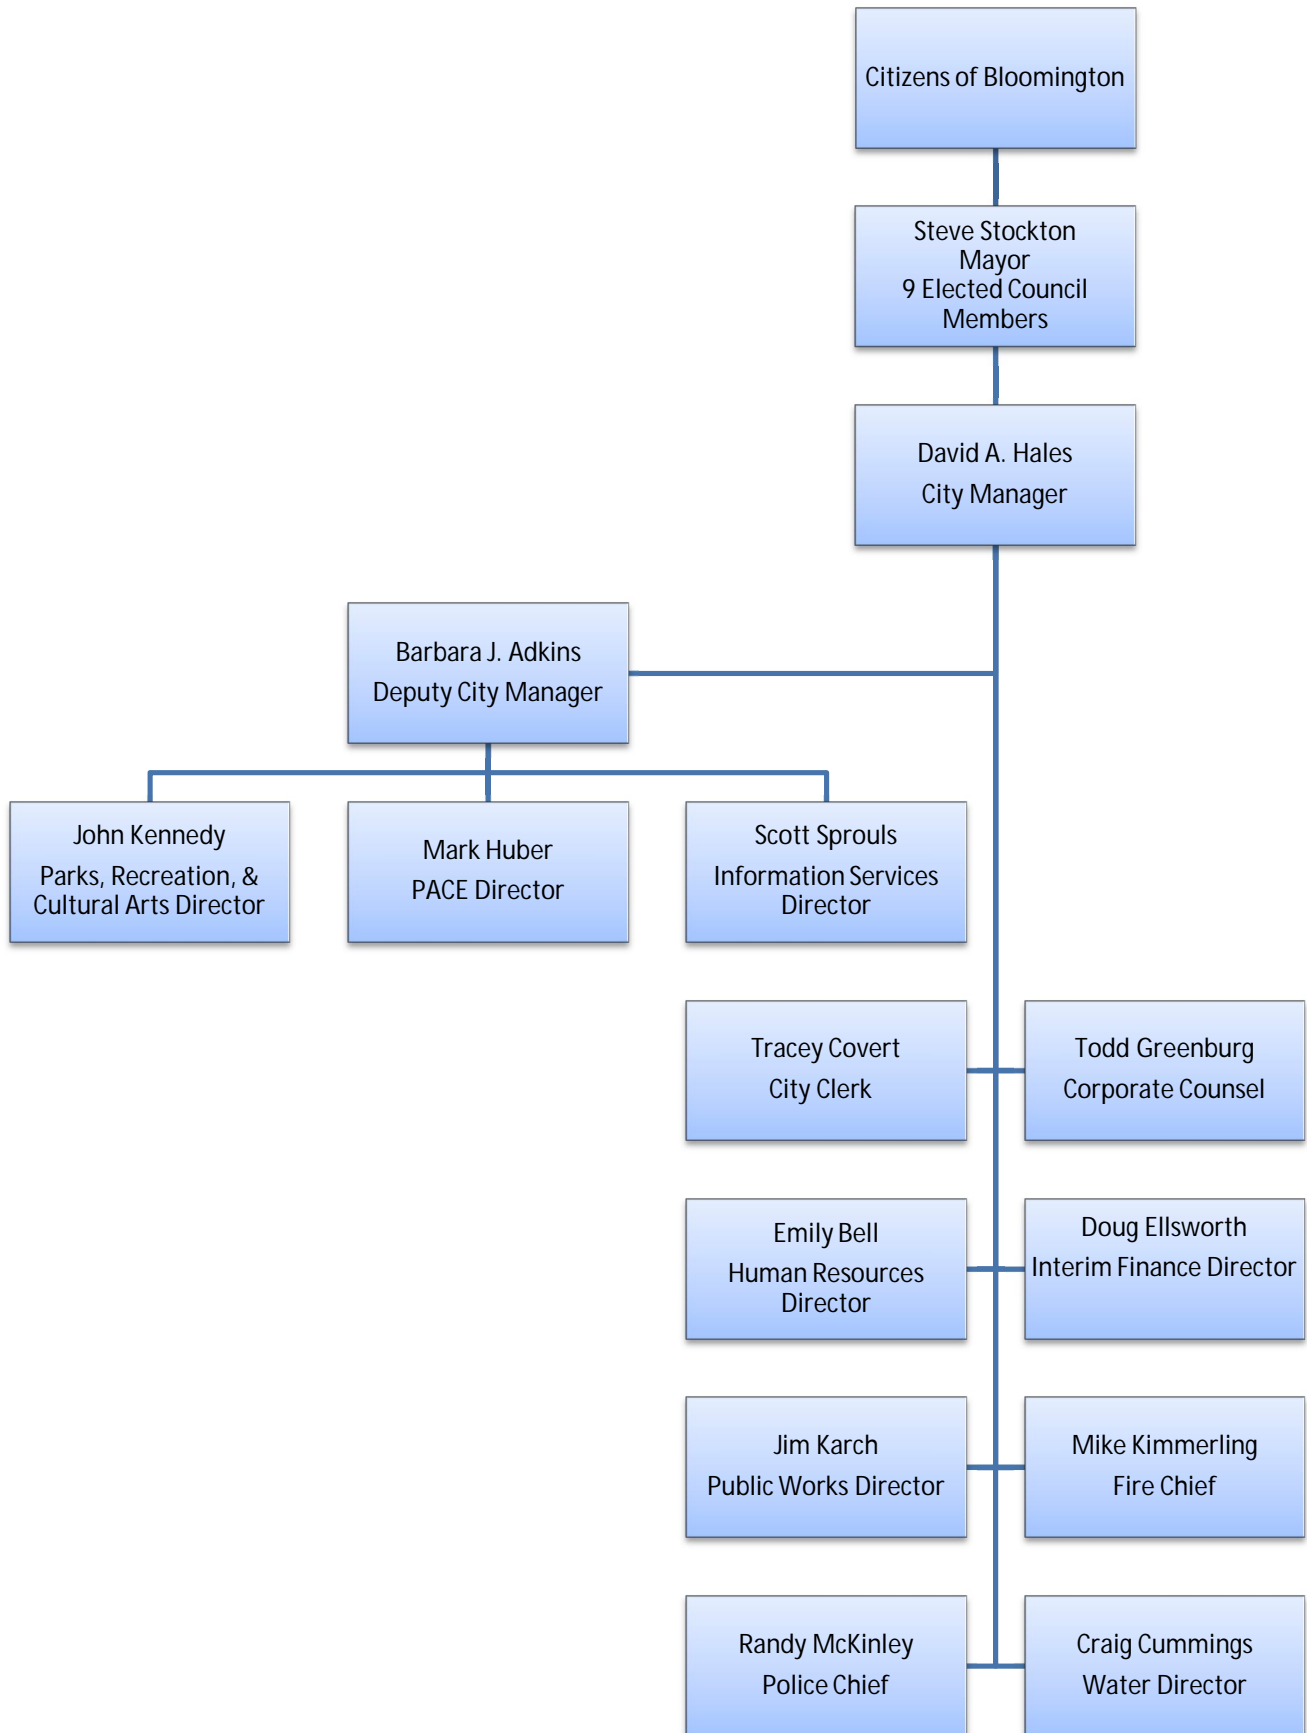 Citizens of Bloomington
Steve Stockton
Mayor
9 Elected Council
Members
David A. Hales
City Manager
Barbara J. Adkins
Deputy City Manager
John Kennedy
Parks, Recreation, &
Cultural Arts Director
Mark Huber
PACE Director
Scott Sprouls
Information Services
Director
Tracey Covert
City Clerk
Todd Greenburg
Corporate Counsel
Emily Bell
Human Resources
Director
Doug Ellsworth
Interim Finance Director
Jim Karch
Public Works Director
Mike Kimmerling
Fire Chief
Randy McKinley
Police Chief
Craig Cummings
Water Director